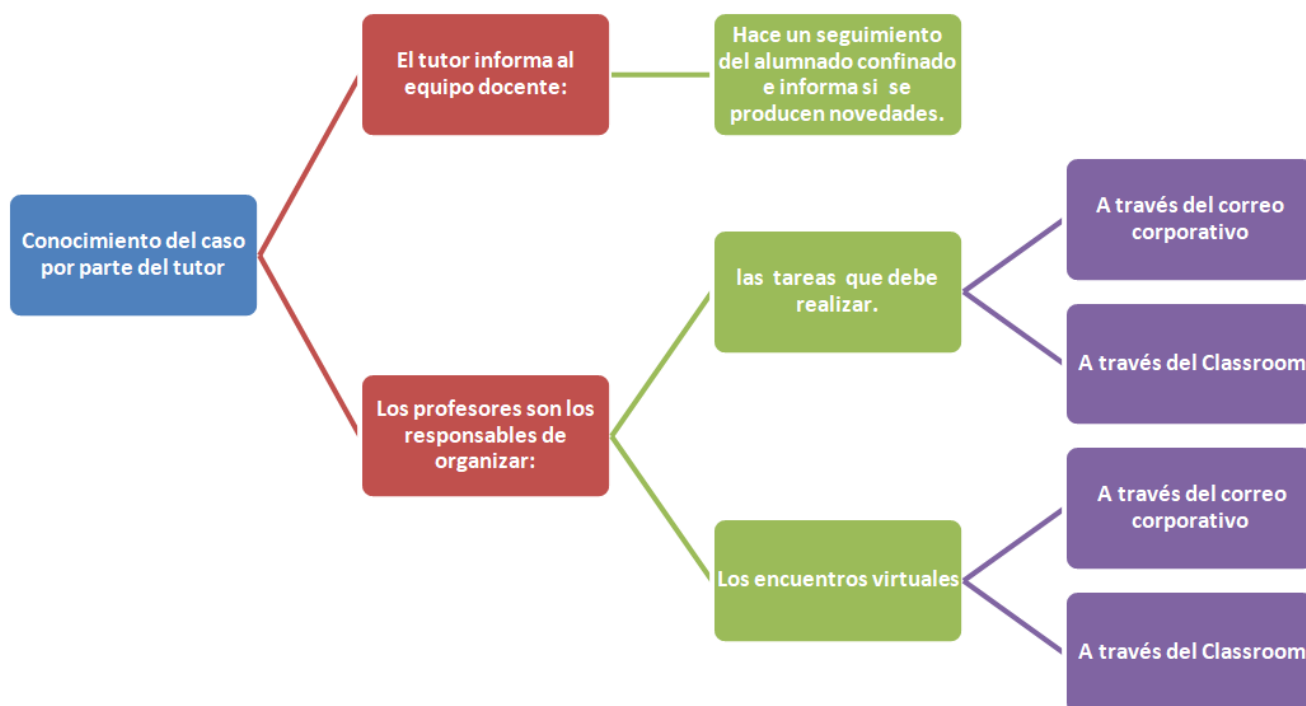 El tutor informa al
equipo docente:
Hace un seguimiento
del alumnado confinado
e informa si se
producen novedades.
Conocimiento del caso
por parte del tutor
Los profesores son los
responsables de
organizar:
las tareas que debe
realizar.
A través del correo
corporativo
A través del Classroom
Los encuentros virtuales
A través del correo
corporativo
A través del Classroom